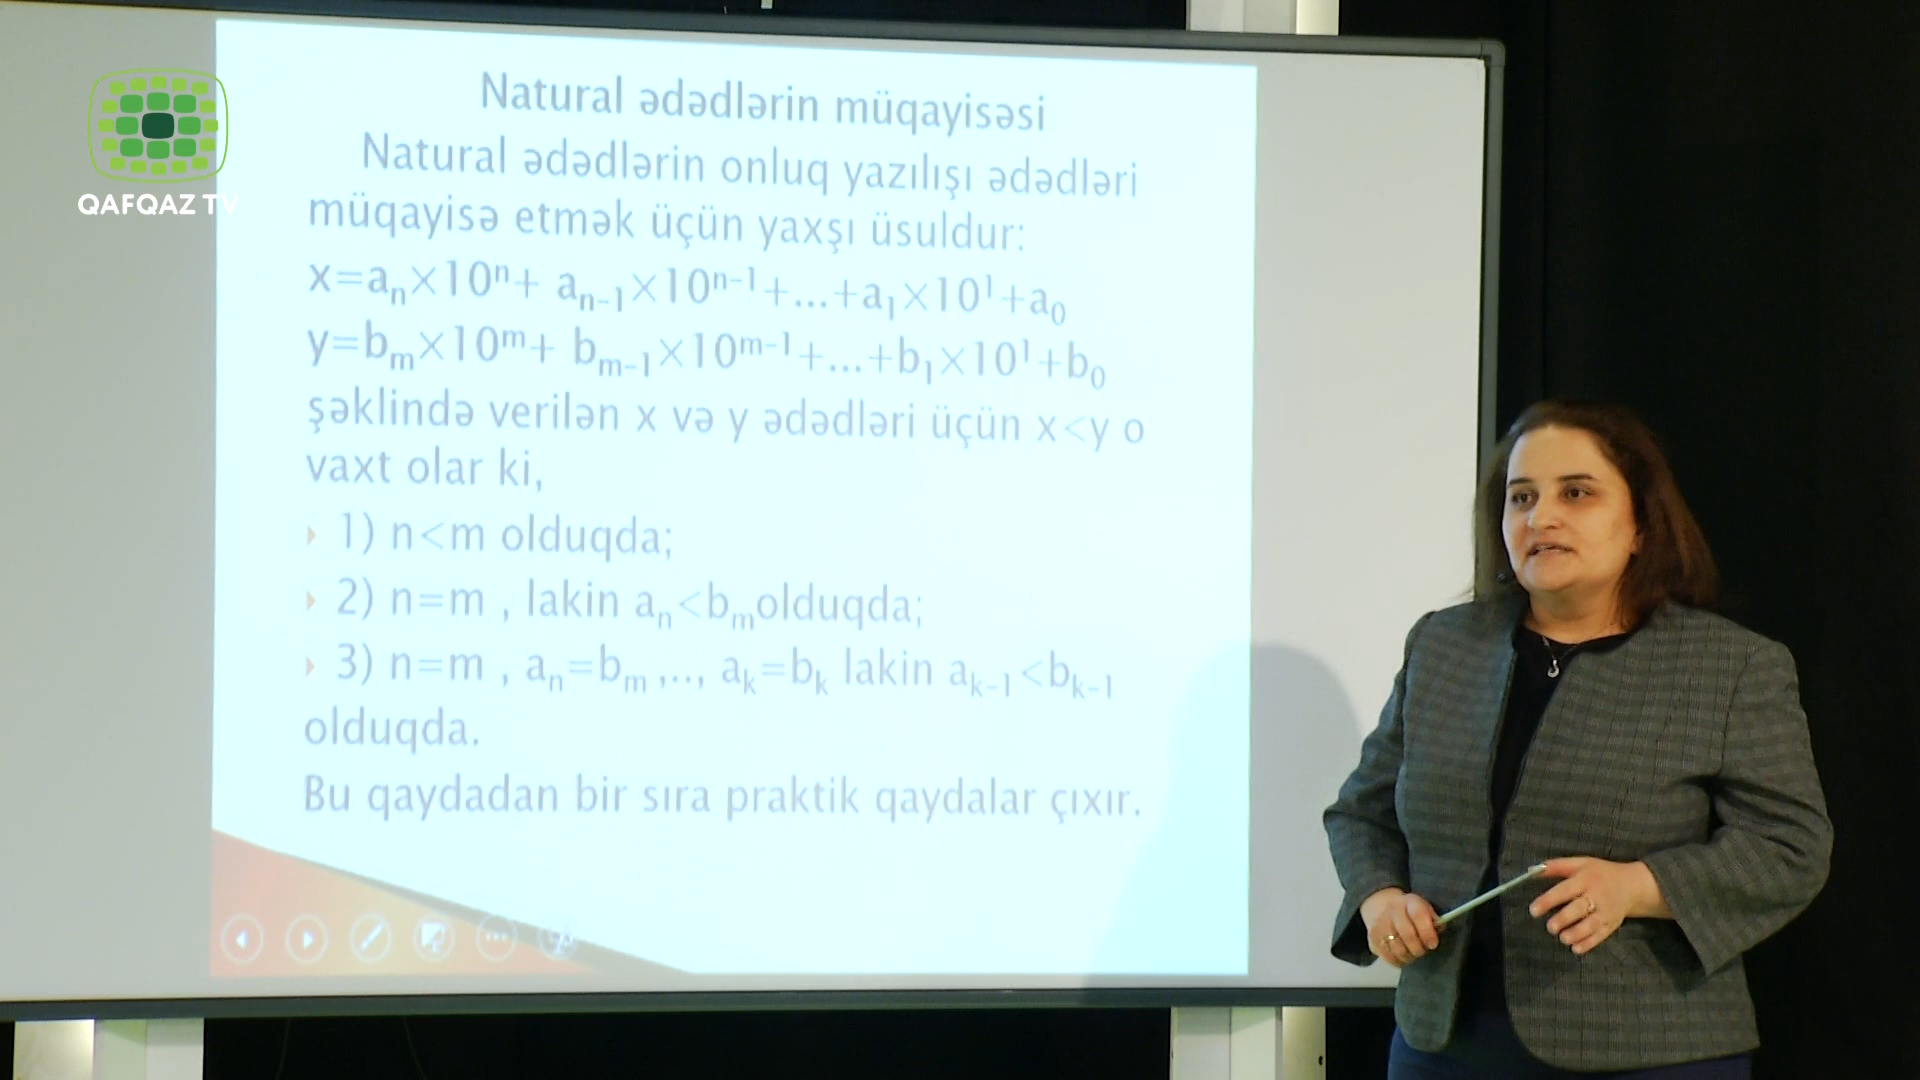 QAFQAZ TV
Natural ədədlərin müqayisəsi
Natural ədədlərin onluq yazılışı ədədləri
müqayisə etmək üçün yaxşı üsuldur:
x=aₙ×10ⁿ+ aₙ₋₁×10ⁿ⁻¹+...+a₁×10¹+a₀
y=bₘ×10ᵐ+ bₘ₋₁×10ᵐ⁻¹+...+b₁×10¹+b₀
şəklində verilən x və y ədədləri üçün x<y o
vaxt olar ki,
1) n<m olduqda;
2) n=m , lakin aₙ<bₘolduqda;
3) n=m , aₙ=bₘ ,.., aₖ=bₖ lakin aₖ₋₁<bₖ₋₁
olduqda.
Bu qaydadan bir sıra praktik qaydalar çıxır.